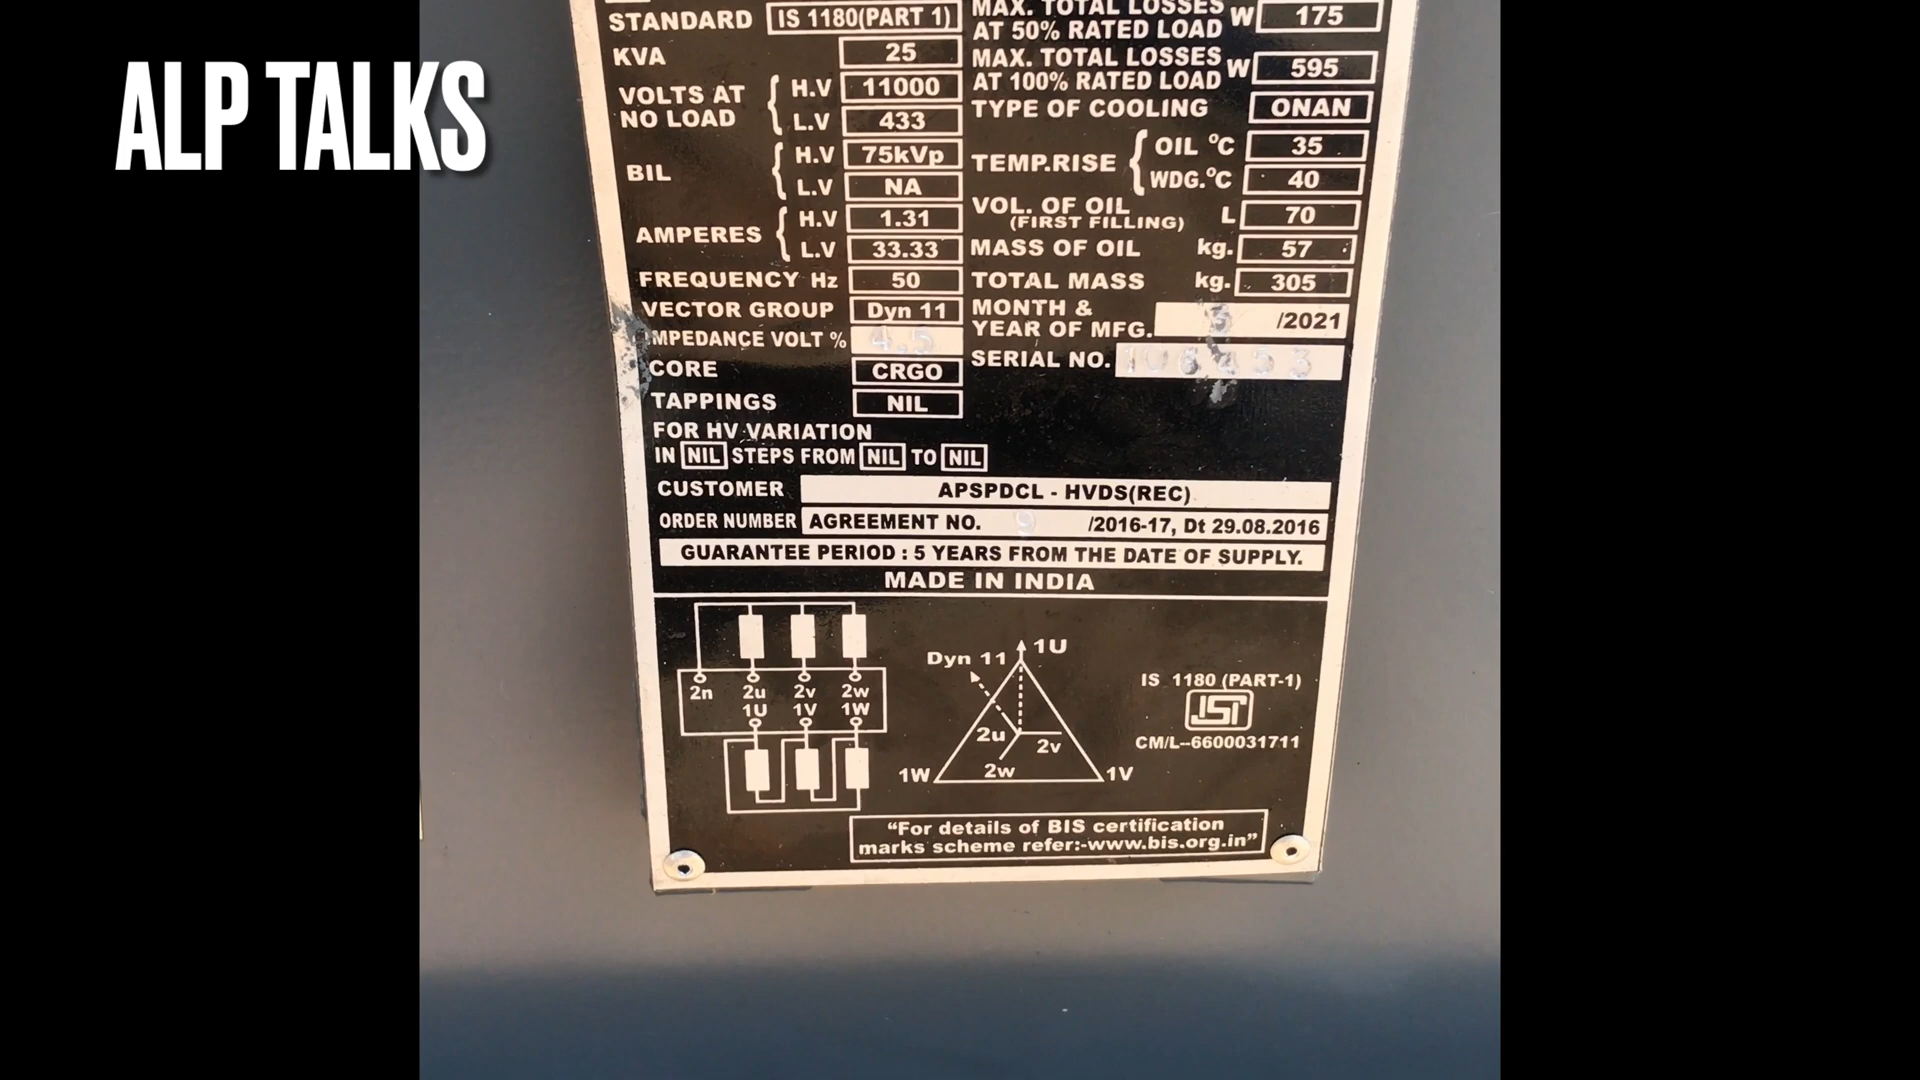 ALP TALKS
STANDARD IS 1180(PART 1)
KVA 25
VOLTS AT NO LOAD H.V 11000
L.V 433
BIL H.V 75kVp
L.V NA
AMPERES H.V 1.31
L.V 33.33
FREQUENCY Hz 50
VECTOR GROUP Dyn 11
IMPEDANCE VOLT % 4.5
CORE CRGO
TAPPINGS NIL
FOR HV VARIATION
IN NIL STEPS FROM NIL TO NIL
MAX. TOTAL LOSSES
AT 50% RATED LOAD W 175
MAX. TOTAL LOSSES
AT 100% RATED LOAD W 595
TYPE OF COOLING ONAN
TEMP.RISE OIL °C 35
WDG.°C 40
VOL. OF OIL
(FIRST FILLING) L 70
MASS OF OIL kg. 57
TOTAL MASS kg. 305
MONTH &
YEAR OF MFG. /2021
SERIAL NO.
CUSTOMER APSPDCL - HVDS(REC)
ORDER NUMBER AGREEMENT NO. 9 /2016-17, Dt 29.08.2016
GUARANTEE PERIOD : 5 YEARS FROM THE DATE OF SUPPLY.
MADE IN INDIA
2n 2u 2v 2w
1U 1V 1W
Dyn 11 1U
2u 2v
2w
1W 1V
IS 1180 (PART-1)
ISI
CM/L--6600031711
“For details of BIS certification
marks scheme refer:-www.bis.org.in”